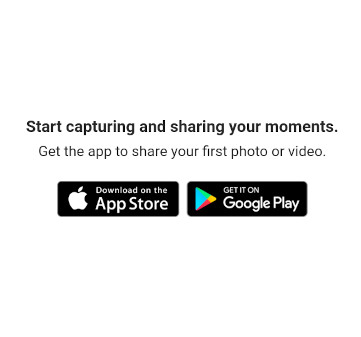 Start capturing and sharing your moments.
Get the app to share your first photo or video.
Download on the
App Store
GET IT ON
Google Play